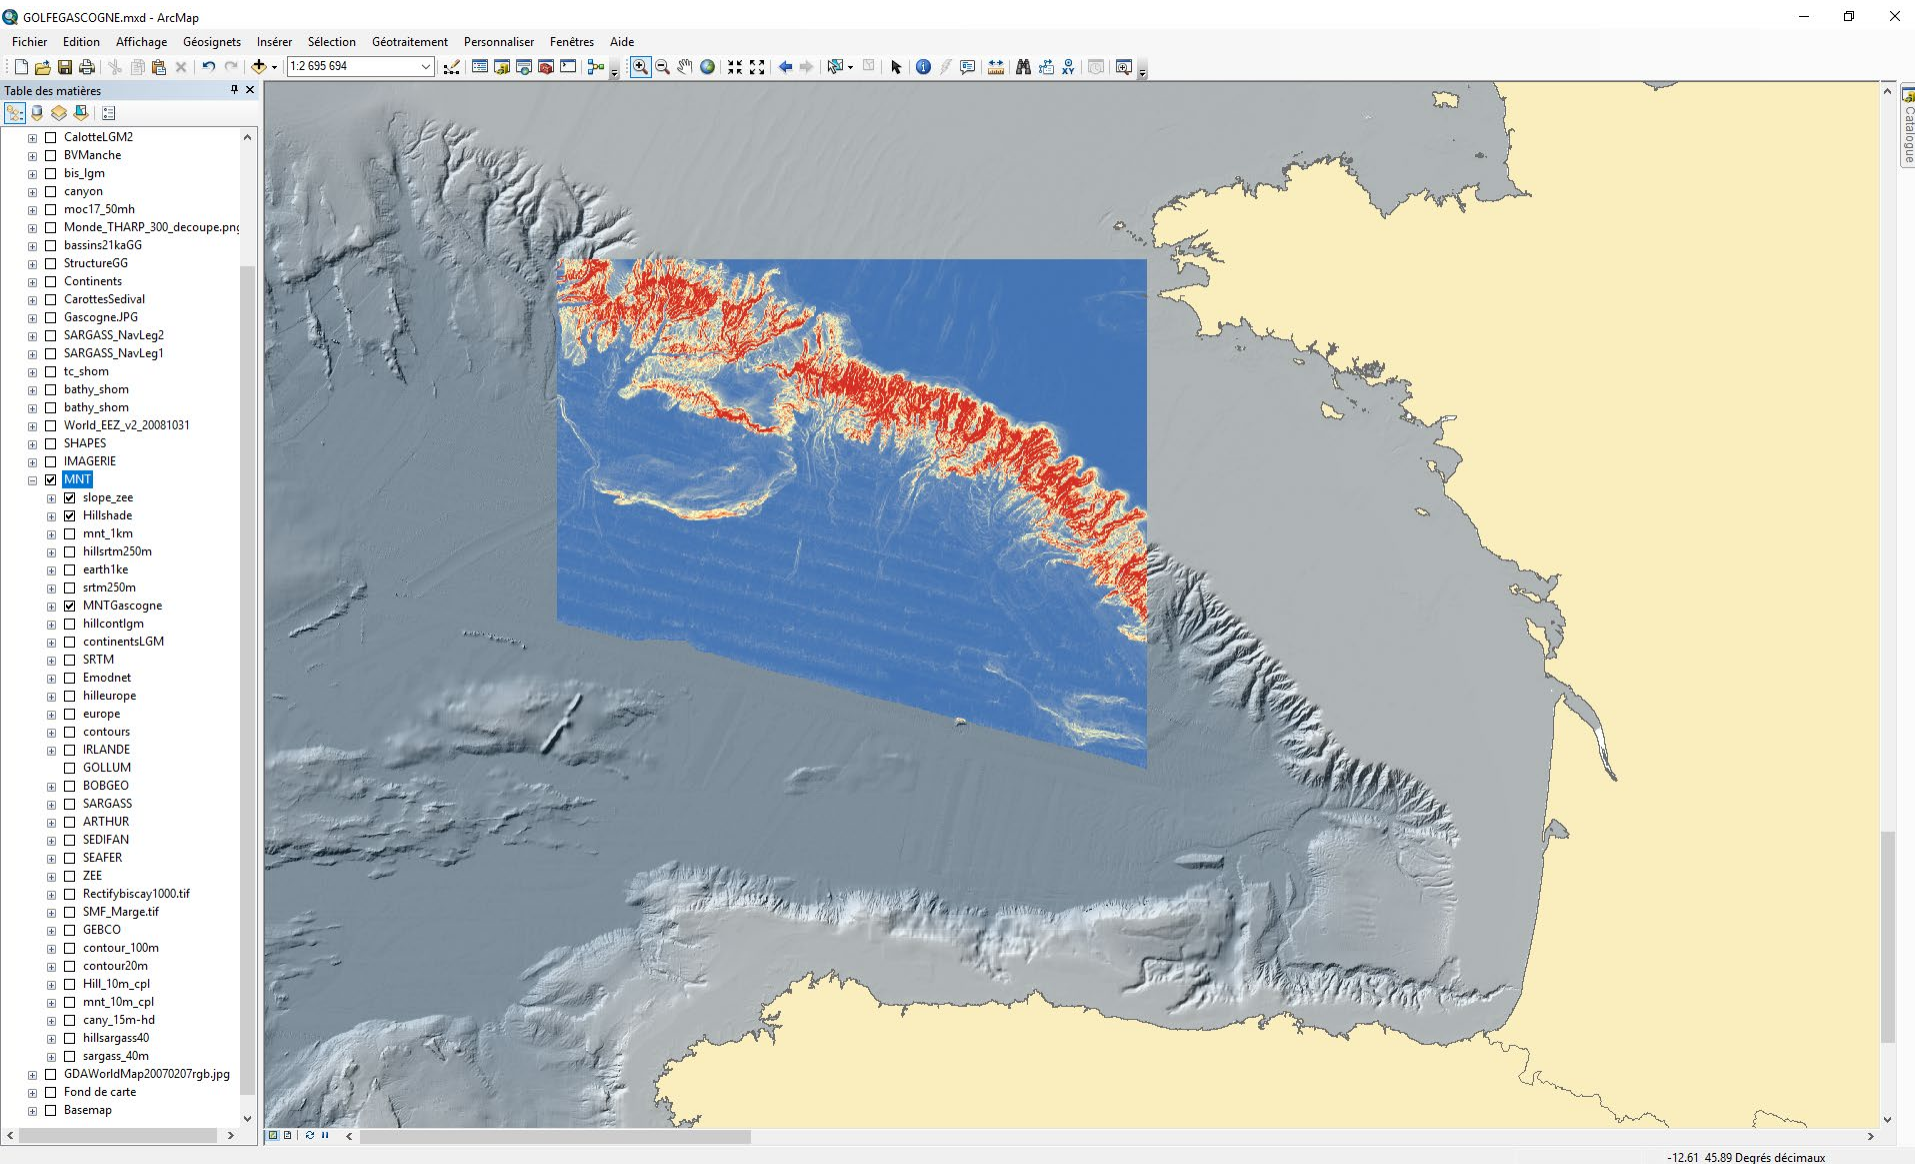 GOLFEGASCOGNE.mxd - ArcMap
Fichier Edition Affichage Géosignets Insérer Sélection Géotraitement Personnaliser Fenêtres Aide
1:2 695 694
Table des matières
Catalogue
CalotteLGM2
BVManche
bis_lgm
canyon
moc17_50mh
Monde_THARP_300_decoupe.png
bassins21kaGG
StructureGG
Continents
CarottesSedival
Gascogne.JPG
SARGASS_NavLeg2
SARGASS_NavLeg1
tc_shom
bathy_shom
bathy_shom
World_EEZ_v2_20081031
SHAPES
IMAGERIE
MNT
slope_zee
Hillshade
mnt_1km
hillsrtm250m
earth1ke
srtm250m
MNTGascogne
hillcontlgm
continentsLGM
SRTM
Emodnet
hilleurope
europe
contours
IRLANDE
GOLLUM
BOBGEO
SARGASS
ARTHUR
SEDIFAN
SEAFER
ZEE
Rectifybiscay1000.tif
SMF_Marge.tif
GEBCO
contour_100m
contour20m
Hill_10m_cpl
mnt_10m_cpl
cany_15m-hd
hillsargass40
sargass_40m
GDAWorldMap20070207rgb.jpg
Fond de carte
Basemap
-12.61 45.89 Degrés décimaux